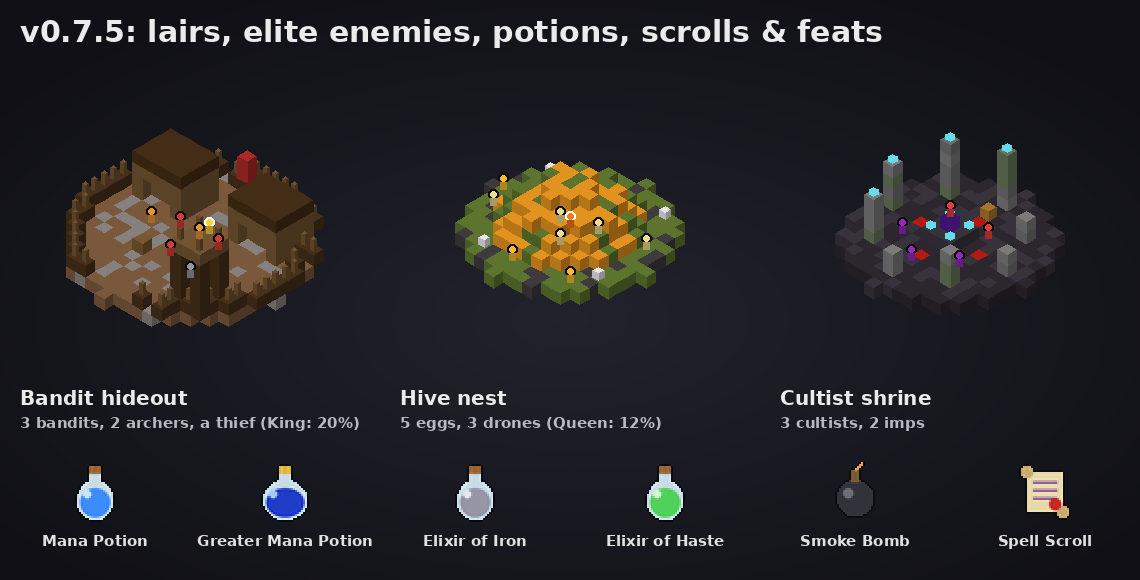 v0.7.5: lairs, elite enemies, potions, scrolls & feats
Bandit hideout
3 bandits, 2 archers, a thief (King: 20%)
Hive nest
5 eggs, 3 drones (Queen: 12%)
Cultist shrine
3 cultists, 2 imps
Mana Potion
Greater Mana Potion
Elixir of Iron
Elixir of Haste
Smoke Bomb
Spell Scroll